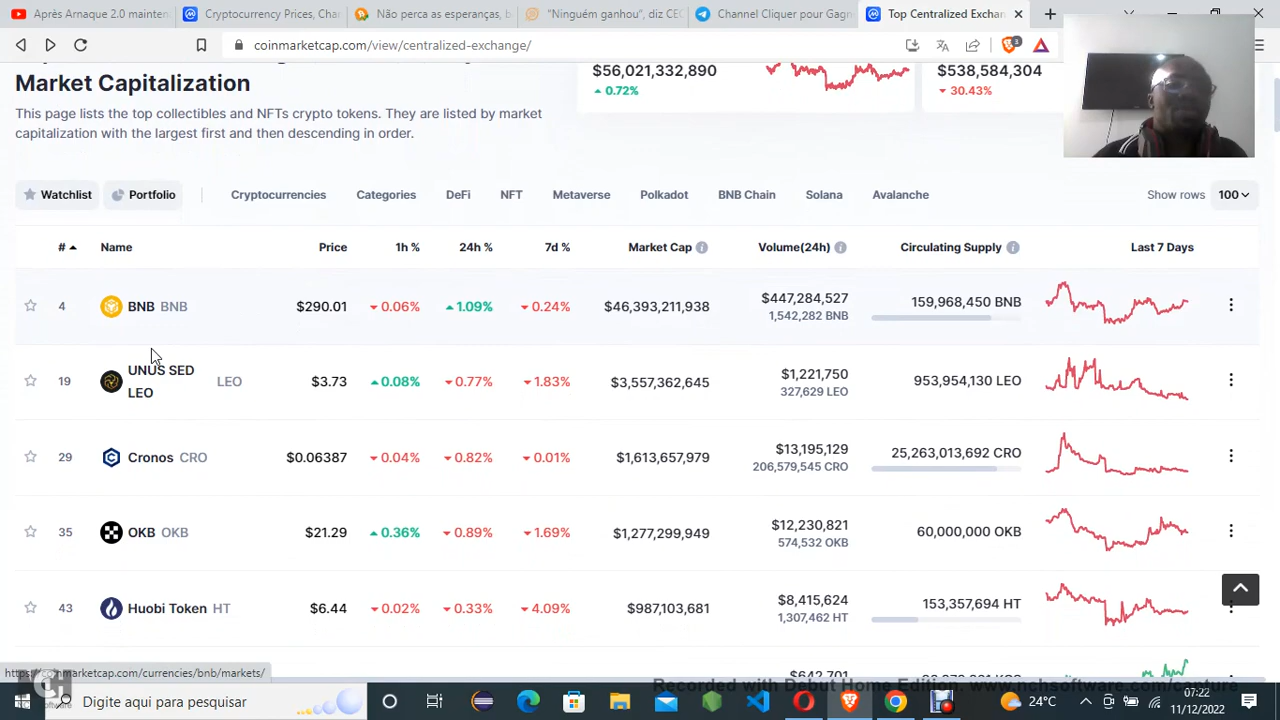 Après Arnaque 2.0 mainten
Cryptocurrency Prices, Cha
Não perca as esperanças, b
"Ninguém ganhou", diz CEO
Channel Cliquer pour Gagn
Top Centralized Exchan
coinmarketcap.com/view/centralized-exchange/
3
Market Capitalization
$56,021,332,890
0.72%
$538,584,304
30.43%
This page lists the top collectibles and NFTs crypto tokens. They are listed by market
capitalization with the largest first and then descending in order.
Watchlist Portfolio Cryptocurrencies Categories DeFi NFT Metaverse Polkadot BNB Chain Solana Avalanche Show rows 100
# Name Price 1h % 24h % 7d % Market Cap Volume(24h) Circulating Supply Last 7 Days
4 BNB BNB $290.01 0.06% 1.09% 0.24% $46,393,211,938 $447,284,527 159,968,450 BNB
1,542,282 BNB
19 UNUS SED LEO $3.73 0.08% 0.77% 1.83% $3,557,362,645 $1,221,750 953,954,130 LEO
LEO 327,629 LEO
29 Cronos CRO $0.06387 0.04% 0.82% 0.01% $1,613,657,979 $13,195,129 25,263,013,692 CRO
206,579,545 CRO
35 OKB OKB $21.29 0.36% 0.89% 1.69% $1,277,299,949 $12,230,821 60,000,000 OKB
574,532 OKB
43 Huobi Token HT $6.44 0.02% 0.33% 4.09% $987,103,681 $8,415,624 153,357,694 HT
1,307,462 HT
Recorded with Debut Home Edition. www.nchsoftware.com/capture
Digite aqui para pesquisar
24°C
07:22
11/12/2022